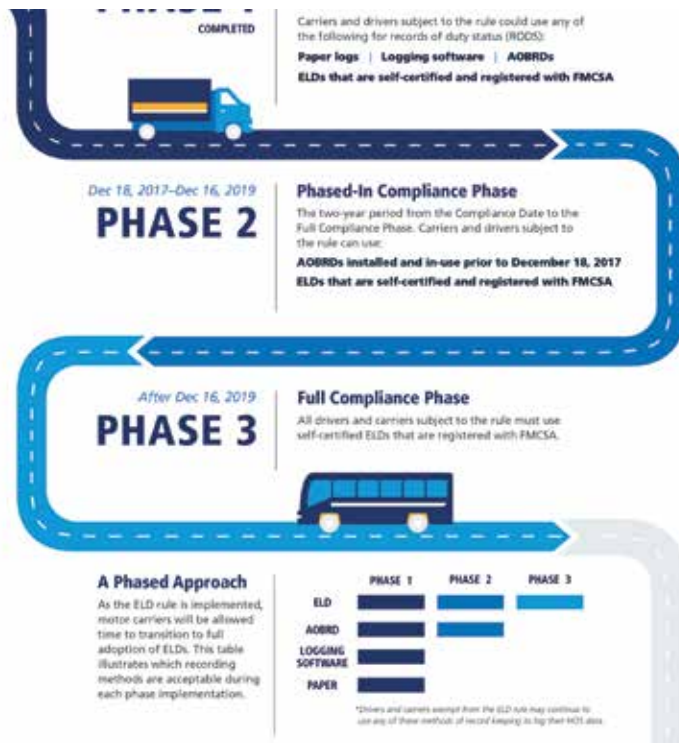 PHASE 1
COMPLETED
Carriers and drivers subject to the rule could use any of
the following for records of duty status (RODS):
Paper logs | Logging software | AOBRDs
ELDs that are self-certified and registered with FMCSA
Dec 18, 2017–Dec 16, 2019
PHASE 2
Phased-In Compliance Phase
The two-year period from the Compliance Date to the
Full Compliance Phase. Carriers and drivers subject to
the rule can use:
AOBRDs installed and in-use prior to December 18, 2017
ELDs that are self-certified and registered with FMCSA
After Dec 16, 2019
PHASE 3
Full Compliance Phase
All drivers and carriers subject to the rule must use
self-certified ELDs that are registered with FMCSA.
A Phased Approach
As the ELD rule is implemented,
motor carriers will be allowed
time to transition to full
adoption of ELDs. This table
illustrates which recording
methods are acceptable during
each phase implementation.
PHASE 1 PHASE 2 PHASE 3
ELD
AOBRD
LOGGING
SOFTWARE
PAPER
*Drivers and carriers exempt from the ELD rule may continue to
use any of these methods of record keeping to log their HOS data.